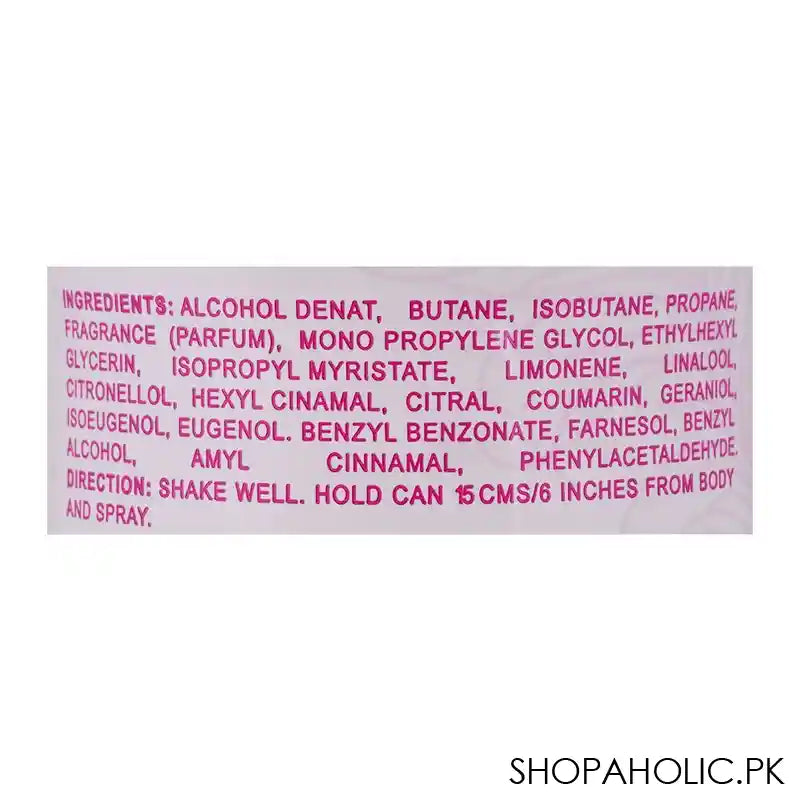 INGREDIENTS: ALCOHOL DENAT, BUTANE, ISOBUTANE, PROPANE,
FRAGRANCE (PARFUM), MONO PROPYLENE GLYCOL, ETHYLHEXYL
GLYCERIN, ISOPROPYL MYRISTATE, LIMONENE, LINALOOL,
CITRONELLOL, HEXYL CINAMAL, CITRAL, COUMARIN, GERANIOL,
ISOEUGENOL, EUGENOL. BENZYL BENZONATE, FARNESOL, BENZYL
ALCOHOL, AMYL CINNAMAL, PHENYLACETALDEHYDE.
DIRECTION: SHAKE WELL. HOLD CAN 15 CMS/6 INCHES FROM BODY
AND SPRAY.
SHOPAHOLIC.PK